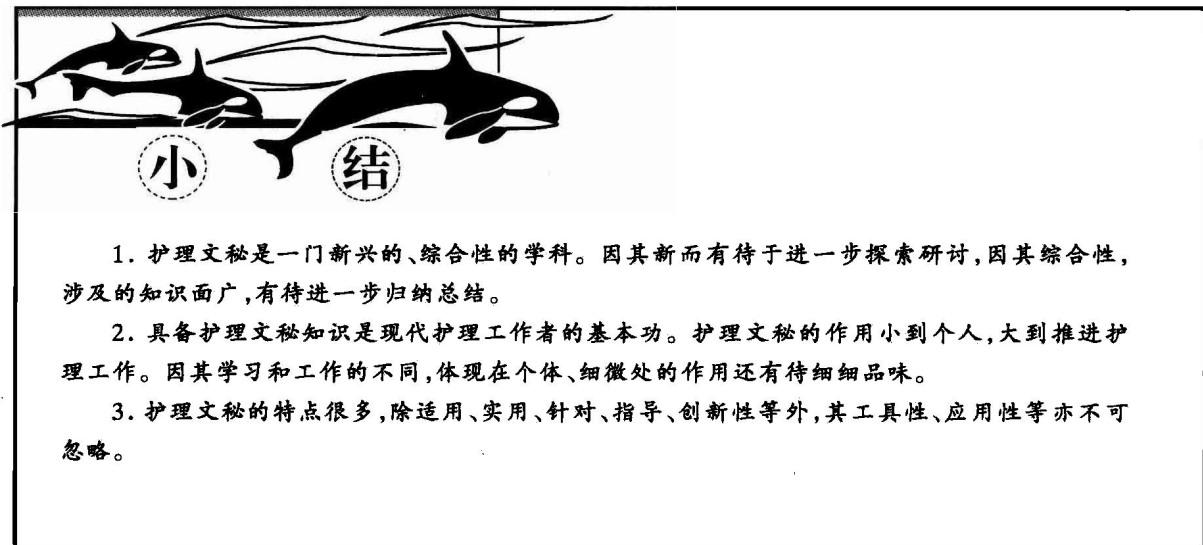 小结
1. 护理文秘是一门新兴的、综合性的学科。因其新而有待于进一步探索研讨,因其综合性,
涉及的知识面广,有待进一步归纳总结。
2. 具备护理文秘知识是现代护理工作者的基本功。护理文秘的作用小到个人,大到推进护
理工作。因其学习和工作的不同,体现在个体、细微处的作用还有待细细品味。
3. 护理文秘的特点很多,除适用、实用、针对、指导、创新性等外,其工具性、应用性等亦不可
忽略。